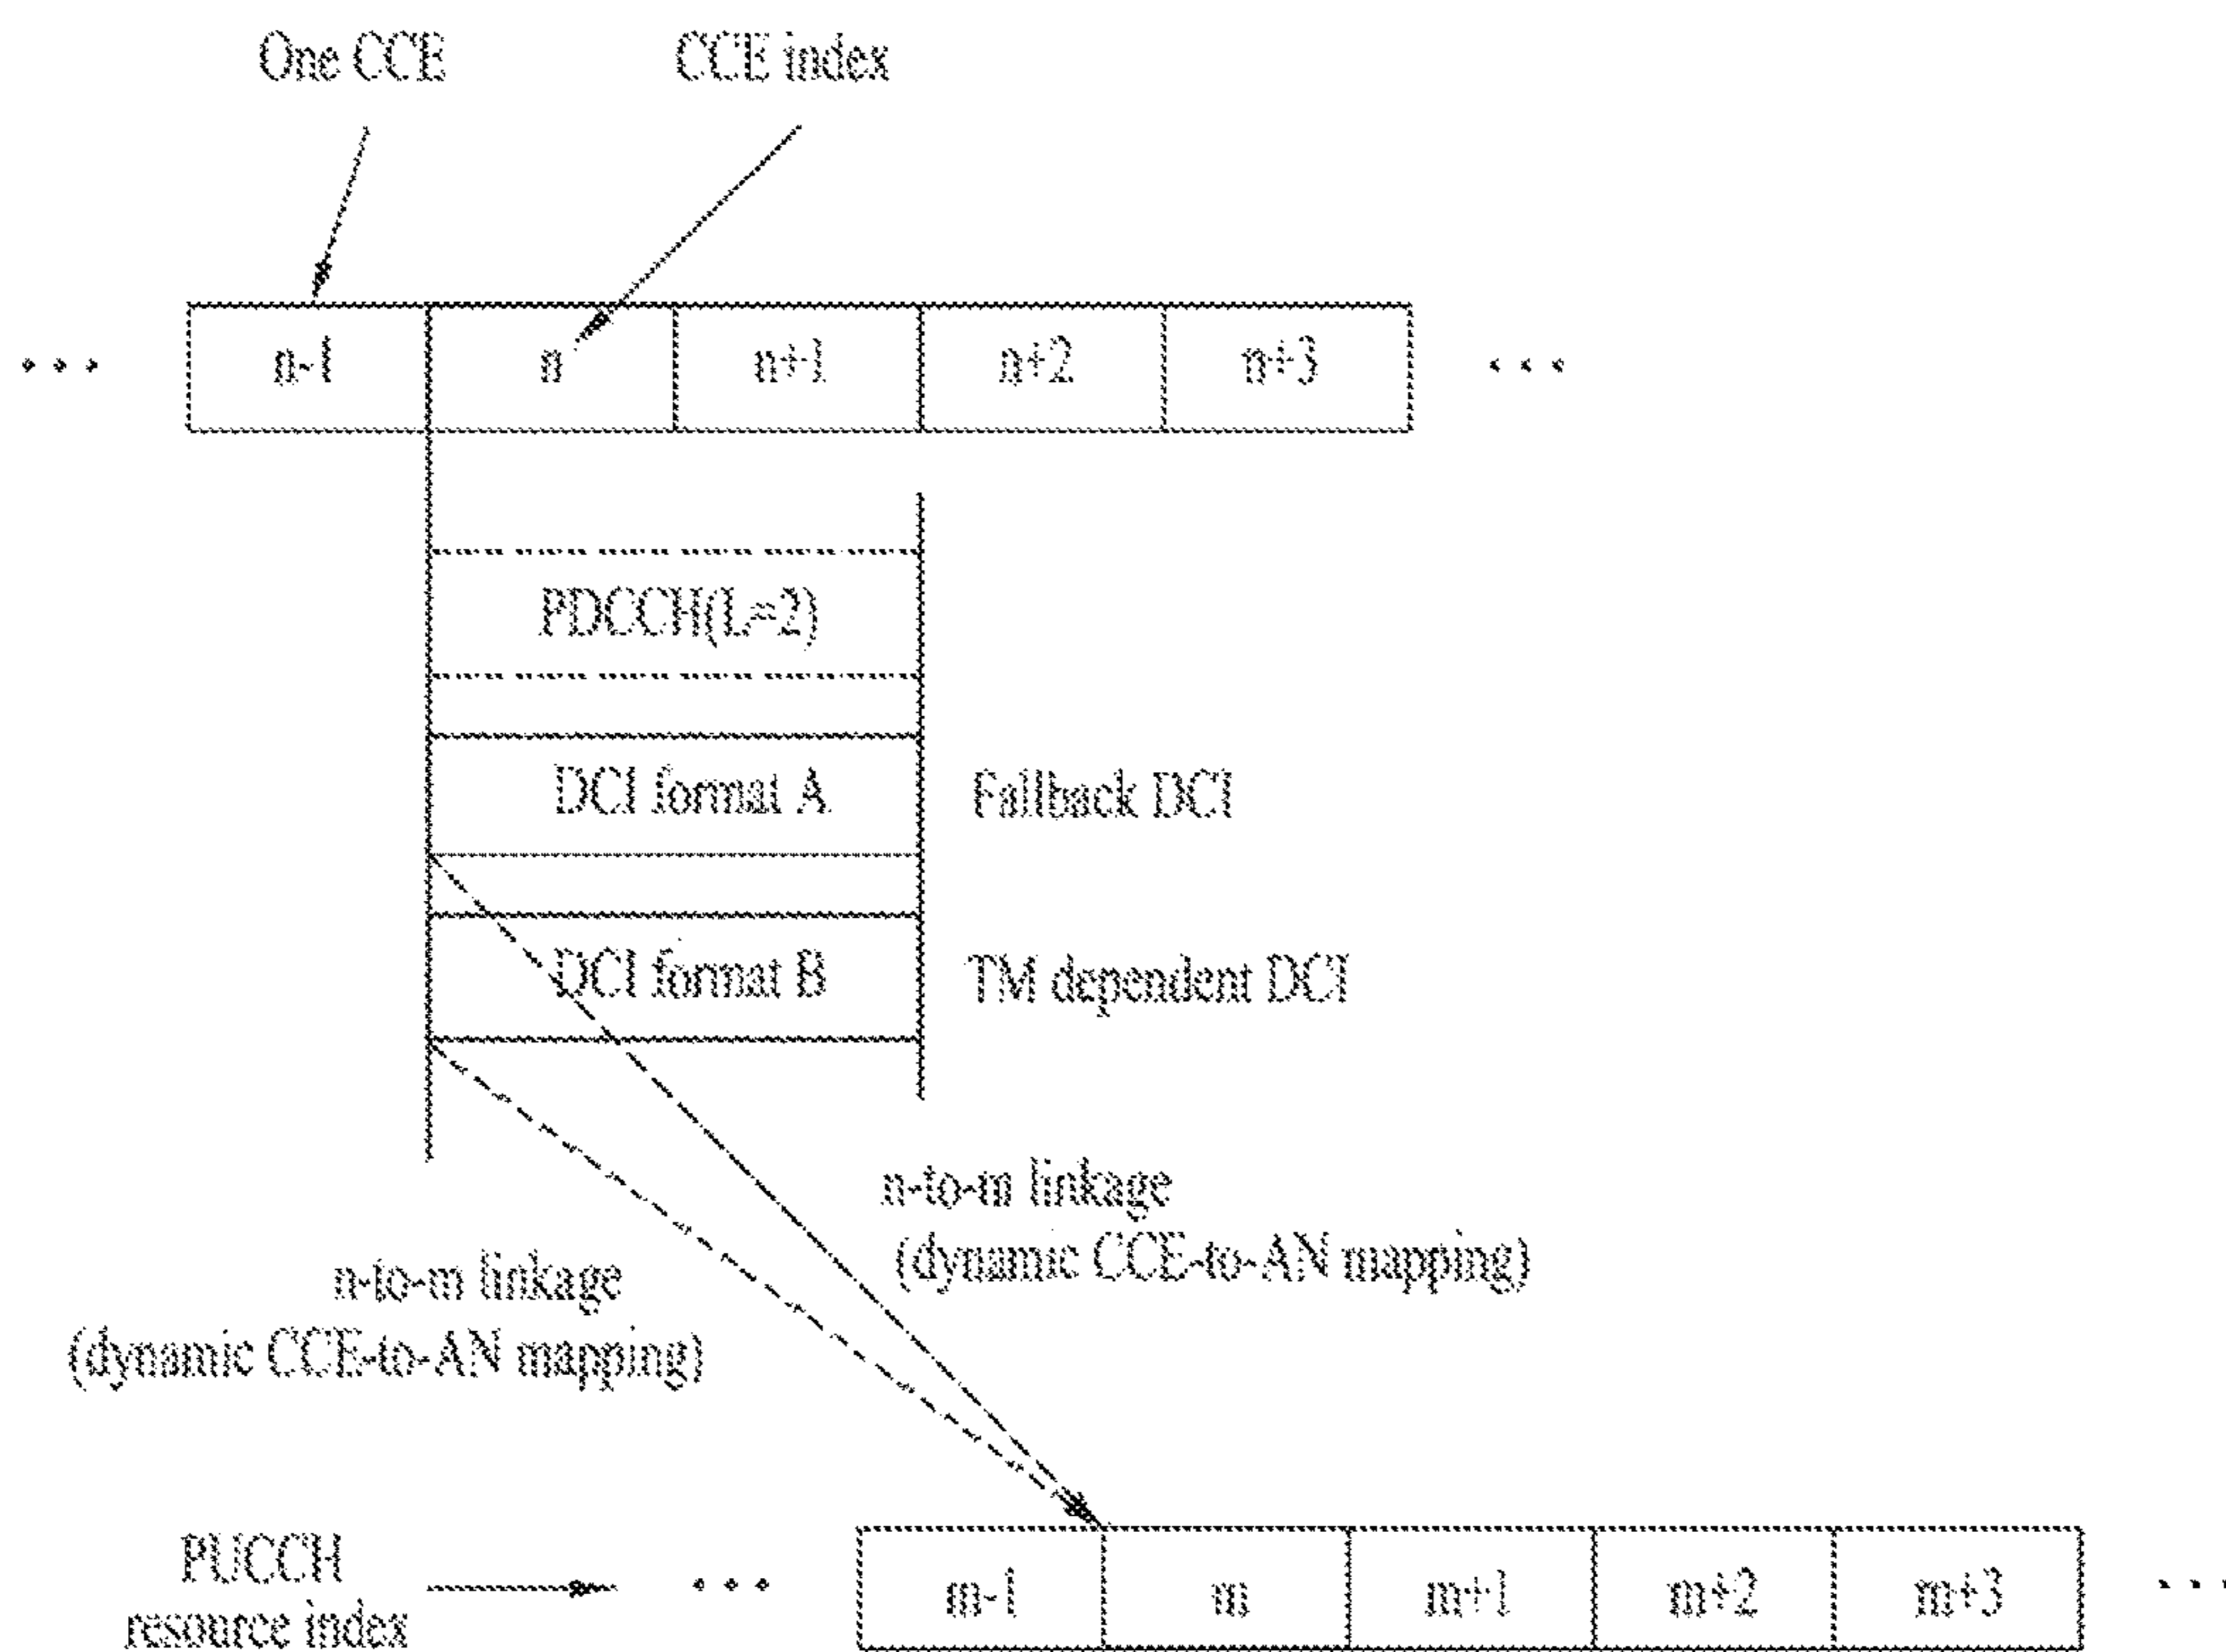 One CCE
CCE index
... n-1 n n+1 n+2 n+3 ...
PDCCH(L=2)
DCI format A
Fallback DCI
DCI format B
TM dependent DCI
n-to-m linkage
(dynamic CCE-to-AN mapping)
n-to-m linkage
(dynamic CCE-to-AN mapping)
PUCCH
resource index
... m-1 m m+1 m+2 m+3 ...